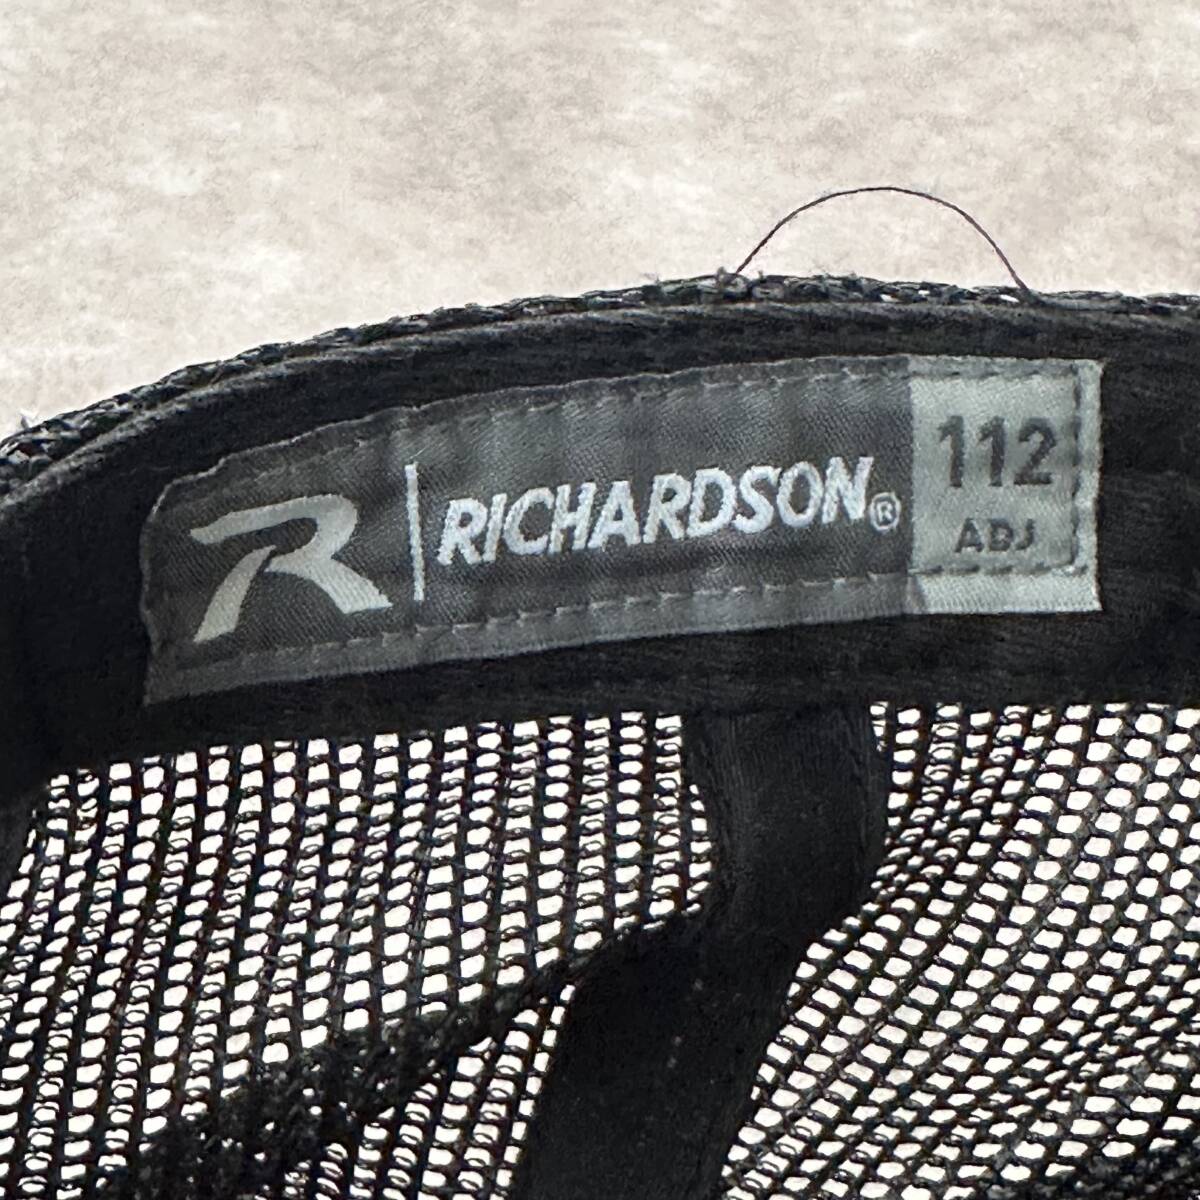 R | RICHARDSON®
112
ADJ